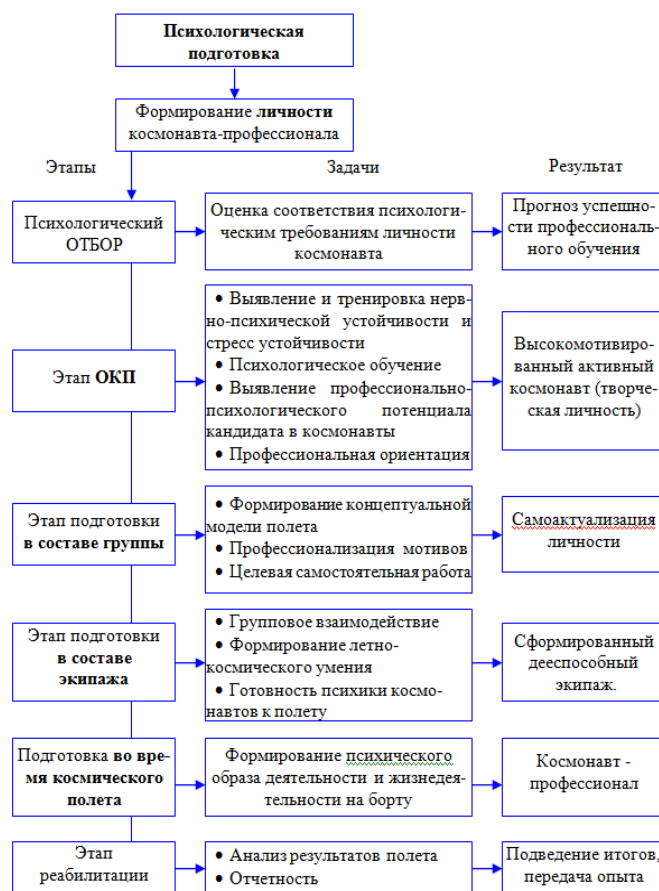 Психологическая
подготовка
Формирование личности
космонавта-профессионала
Этапы
Задачи
Результат
Психологический
ОТБОР
Оценка соответствия психологи-
ческим требованиям личности
космонавта
Прогноз успешно-
сти профессиональ-
ного обучения
Этап ОКП
• Выявление и тренировка нерв-
но-психической устойчивости и
стресс устойчивости
• Психологическое обучение
• Выявление профессионально-
психологического потенциала
кандидата в космонавты
• Профессиональная ориентация
Высокомотивиро-
ванный активный
космонавт (творче-
ская личность)
Этап подготовки
в составе группы
• Формирование концептуальной
модели полета
• Профессионализация мотивов
• Целевая самостоятельная работа
Самоактуализация
личности
Этап подготовки
в составе
экипажа
• Групповое взаимодействие
• Формирование летно-
космического умения
• Готовность психики космо-
навтов к полету
Сформированный
дееспособный
экипаж.
Подготовка во вре-
мя космического
полета
Формирование психического
образа деятельности и жизнедея-
тельности на борту
Космонавт -
профессионал
Этап
реабилитации
• Анализ результатов полета
• Отчетность
Подведение итогов,
передача опыта